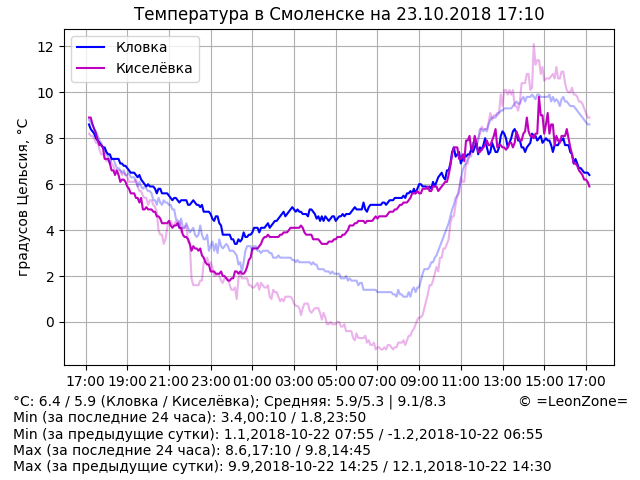 Температура в Смоленске на 23.10.2018 17:10
Кловка
Киселёвка
градусов Цельсия, °C
12
10
8
6
4
2
0
17:00 19:00 21:00 23:00 01:00 03:00 05:00 07:00 09:00 11:00 13:00 15:00 17:00
°C: 6.4 / 5.9 (Кловка / Киселёвка); Средняя: 5.9/5.3 | 9.1/8.3 © =LeonZone=
Min (за последние 24 часа): 3.4,00:10 / 1.8,23:50
Min (за предыдущие сутки): 1.1,2018-10-22 07:55 / -1.2,2018-10-22 06:55
Max (за последние 24 часа): 8.6,17:10 / 9.8,14:45
Max (за предыдущие сутки): 9.9,2018-10-22 14:25 / 12.1,2018-10-22 14:30